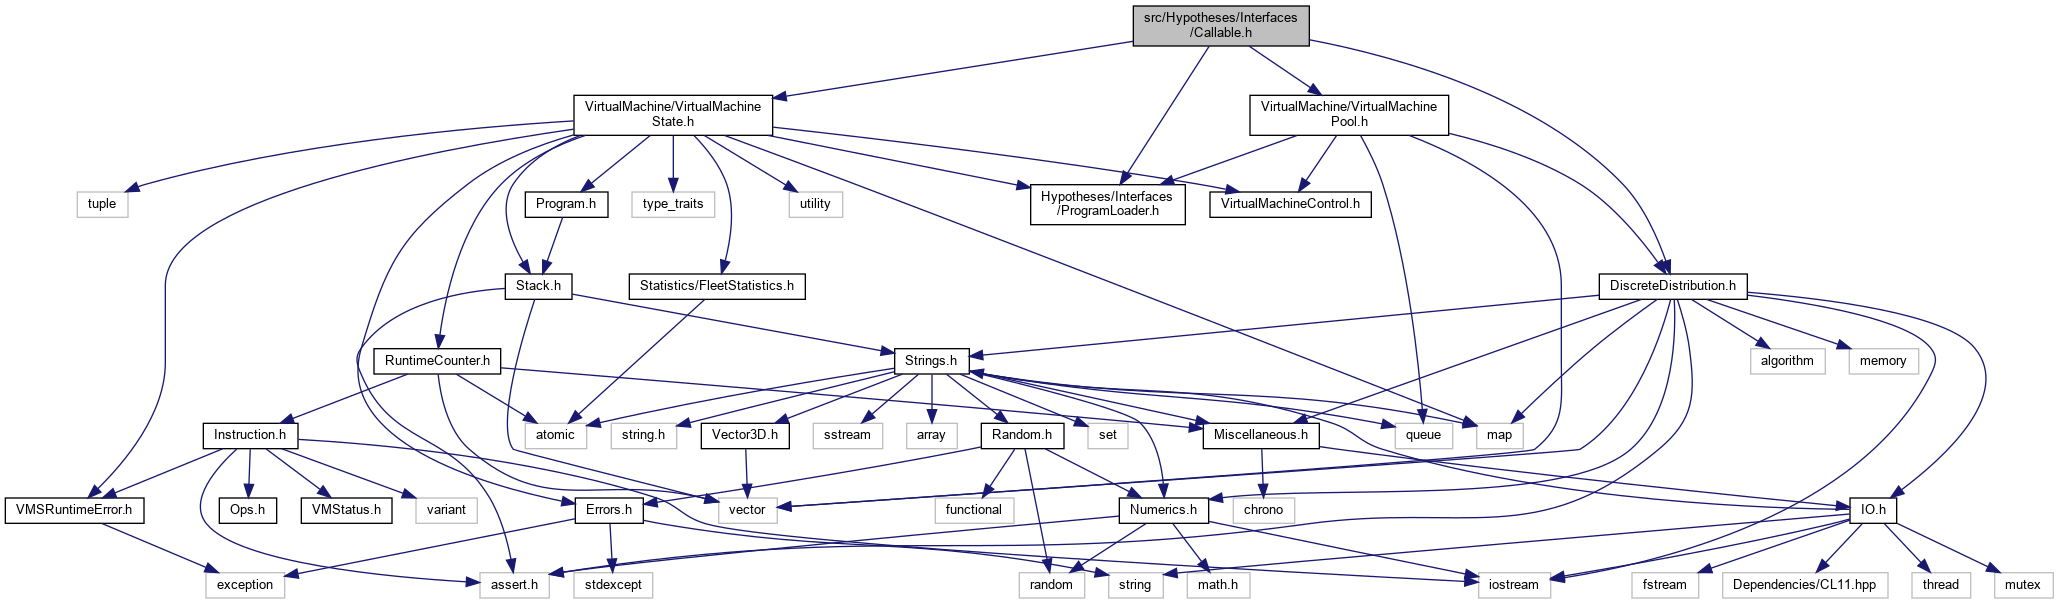 src/Hypotheses/Interfaces
/Callable.h
VirtualMachine/VirtualMachine
State.h
VirtualMachine/VirtualMachine
Pool.h
tuple
Program.h
type_traits
utility
Hypotheses/Interfaces
/ProgramLoader.h
VirtualMachineControl.h
Stack.h
Statistics/FleetStatistics.h
DiscreteDistribution.h
RuntimeCounter.h
Strings.h
algorithm
memory
Instruction.h
atomic
string.h
Vector3D.h
sstream
array
Random.h
set
Miscellaneous.h
queue
map
VMSRuntimeError.h
Ops.h
VMStatus.h
variant
Errors.h
vector
functional
Numerics.h
chrono
IO.h
exception
assert.h
stdexcept
random
string
math.h
iostream
fstream
Dependencies/CL11.hpp
thread
mutex